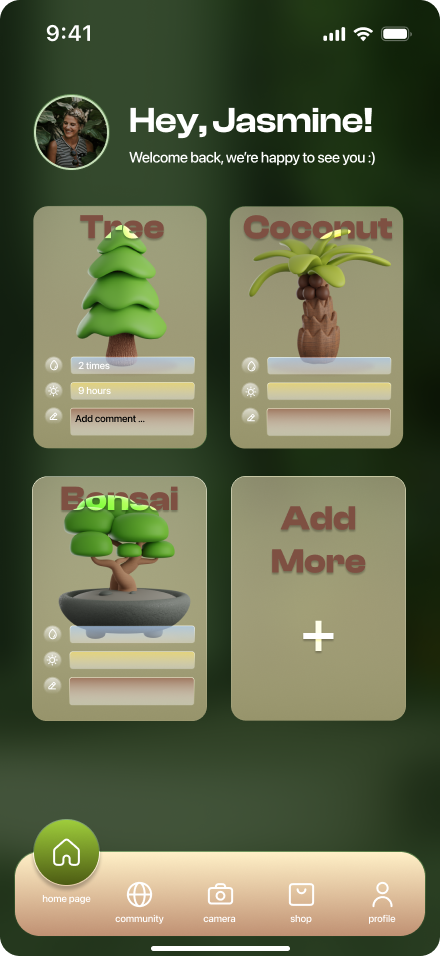 9:41
Hey, Jasmine!
Welcome back, we're happy to see you :)
Tree
2 times
9 hours
Add comment ...
Coconut
Bonsai
Add
More
home page
community
camera
shop
profile